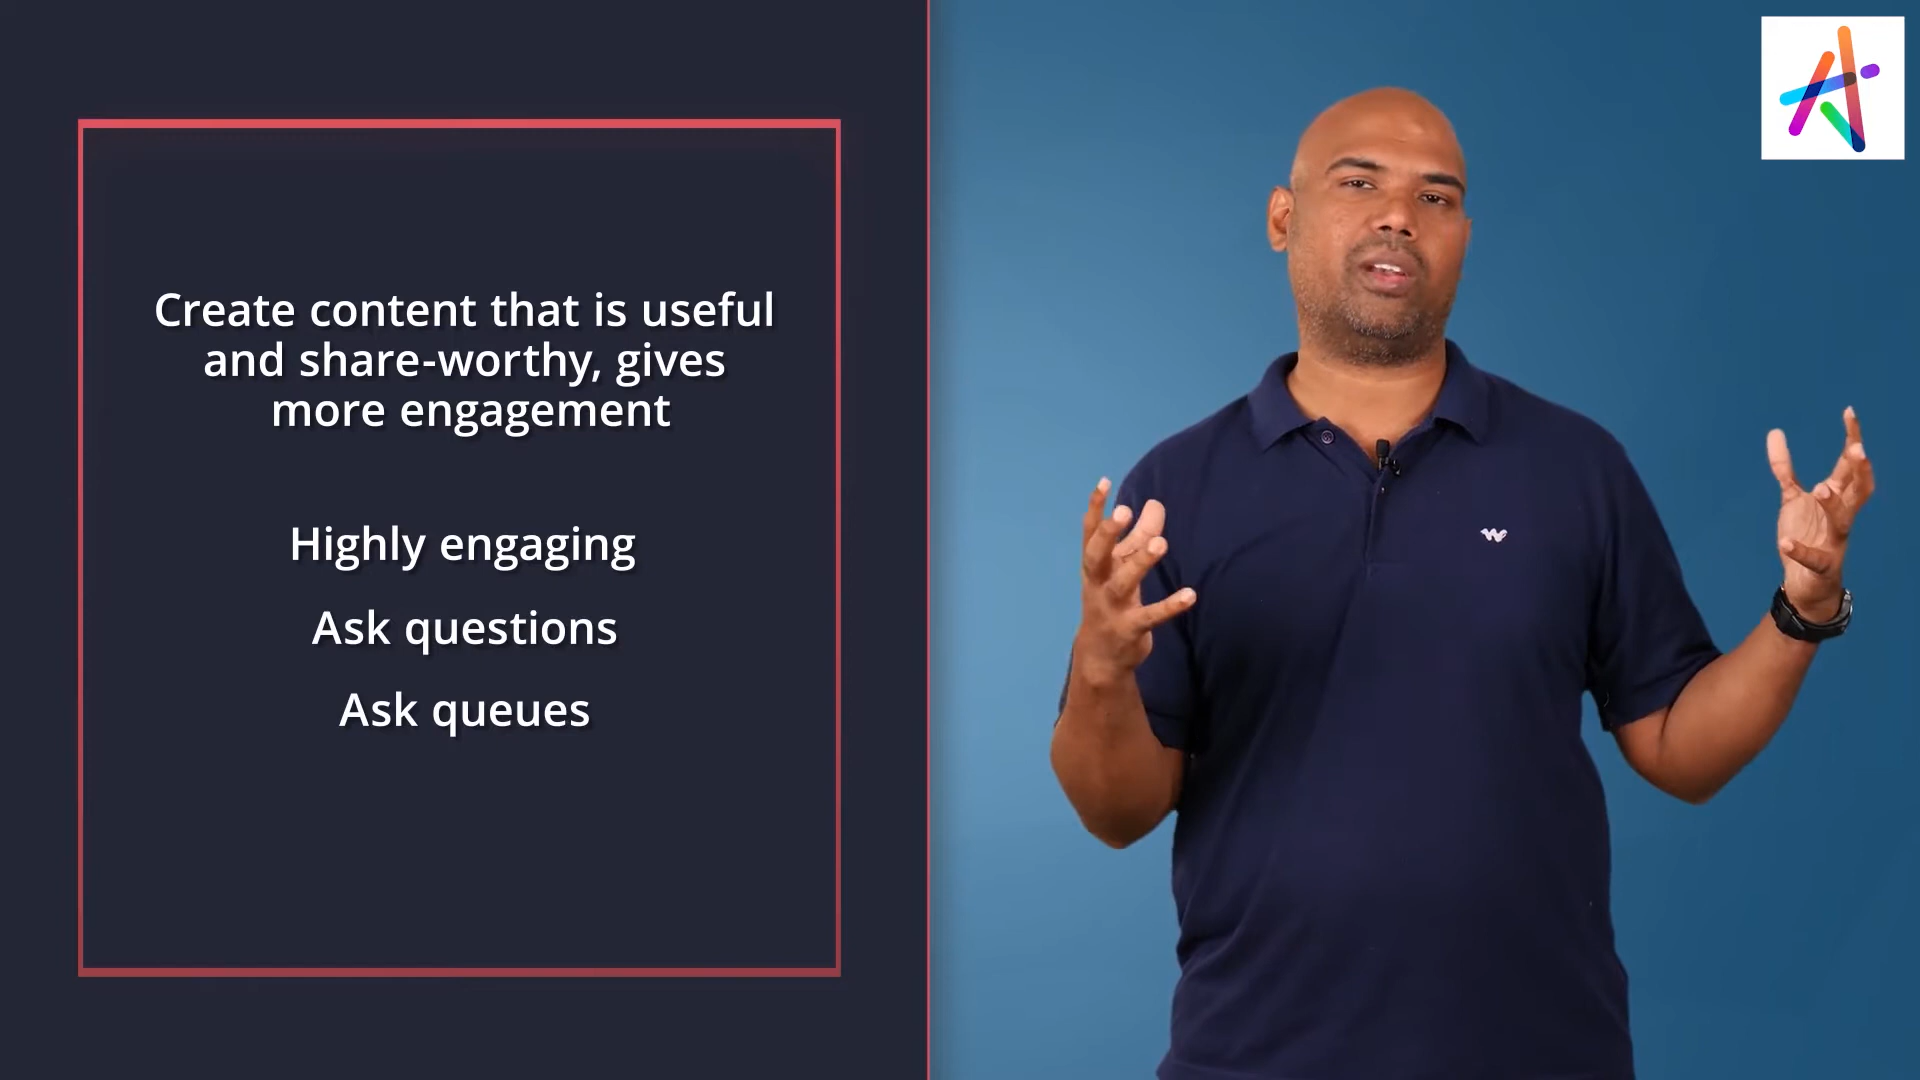 Create content that is useful
and share-worthy, gives
more engagement
Highly engaging
Ask questions
Ask queues